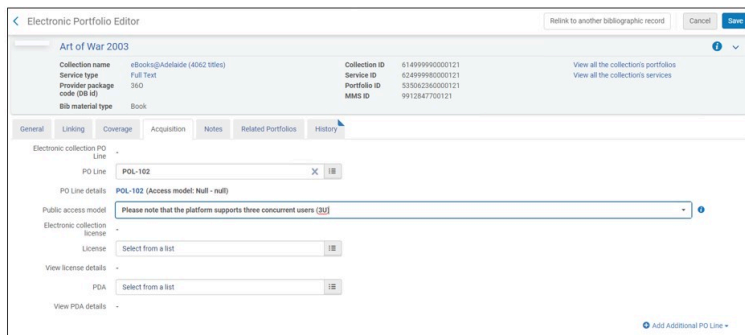 Electronic Portfolio Editor
Relink to another bibliographic record
Cancel
Save
Art of War 2003
Collection name eBooks@Adelaide (4062 titles) Collection ID 614999990000121 View all the collection's portfolios
Service type Full Text Service ID 624999980000121 View all the collection's services
Provider package code (DB id) 360 Portfolio ID 535062360000121
Bib material type Book MMS ID 9912847700121
General Linking Coverage Acquisition Notes Related Portfolios History
Electronic collection PO Line -
PO Line POL-102
PO Line details POL-102 (Access model: Null - null)
Public access model Please note that the platform supports three concurrent users (3U)
Electronic collection license -
License Select from a list
View license details -
PDA Select from a list
View PDA details -
Add Additional PO Line